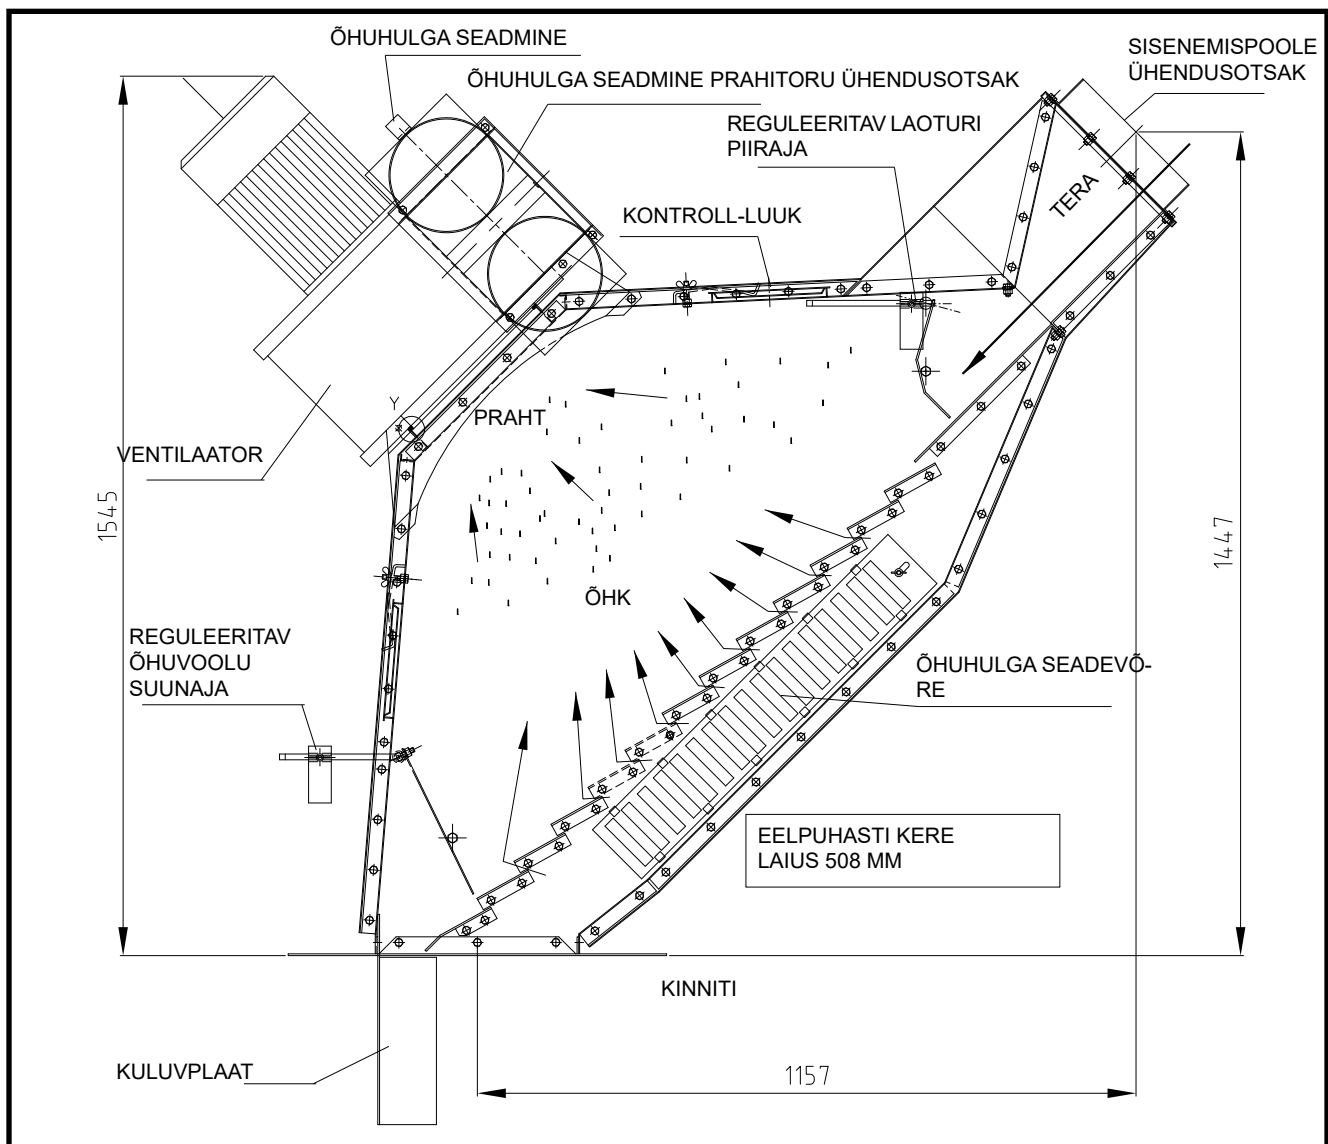 ÕHUHULGA SEADMINE
SISENEMISPOOLE
ÜHENDUSOTSAK
ÕHUHULGA SEADMINE PRAHITORU ÜHENDUSOTSAK
REGULEERITAV LAOTURI
PIIRAJA
TERA
KONTROLL-LUUK
Y
PRAHT
VENTILAATOR
1545
1447
ÕHK
REGULEERITAV
ÕHUVOOLU
SUUNAJA
ÕHUHULGA SEADEVÕ-
RE
EELPUHASTI KERE
LAIUS 508 MM
KINNITI
KULUVPLAAT
1157